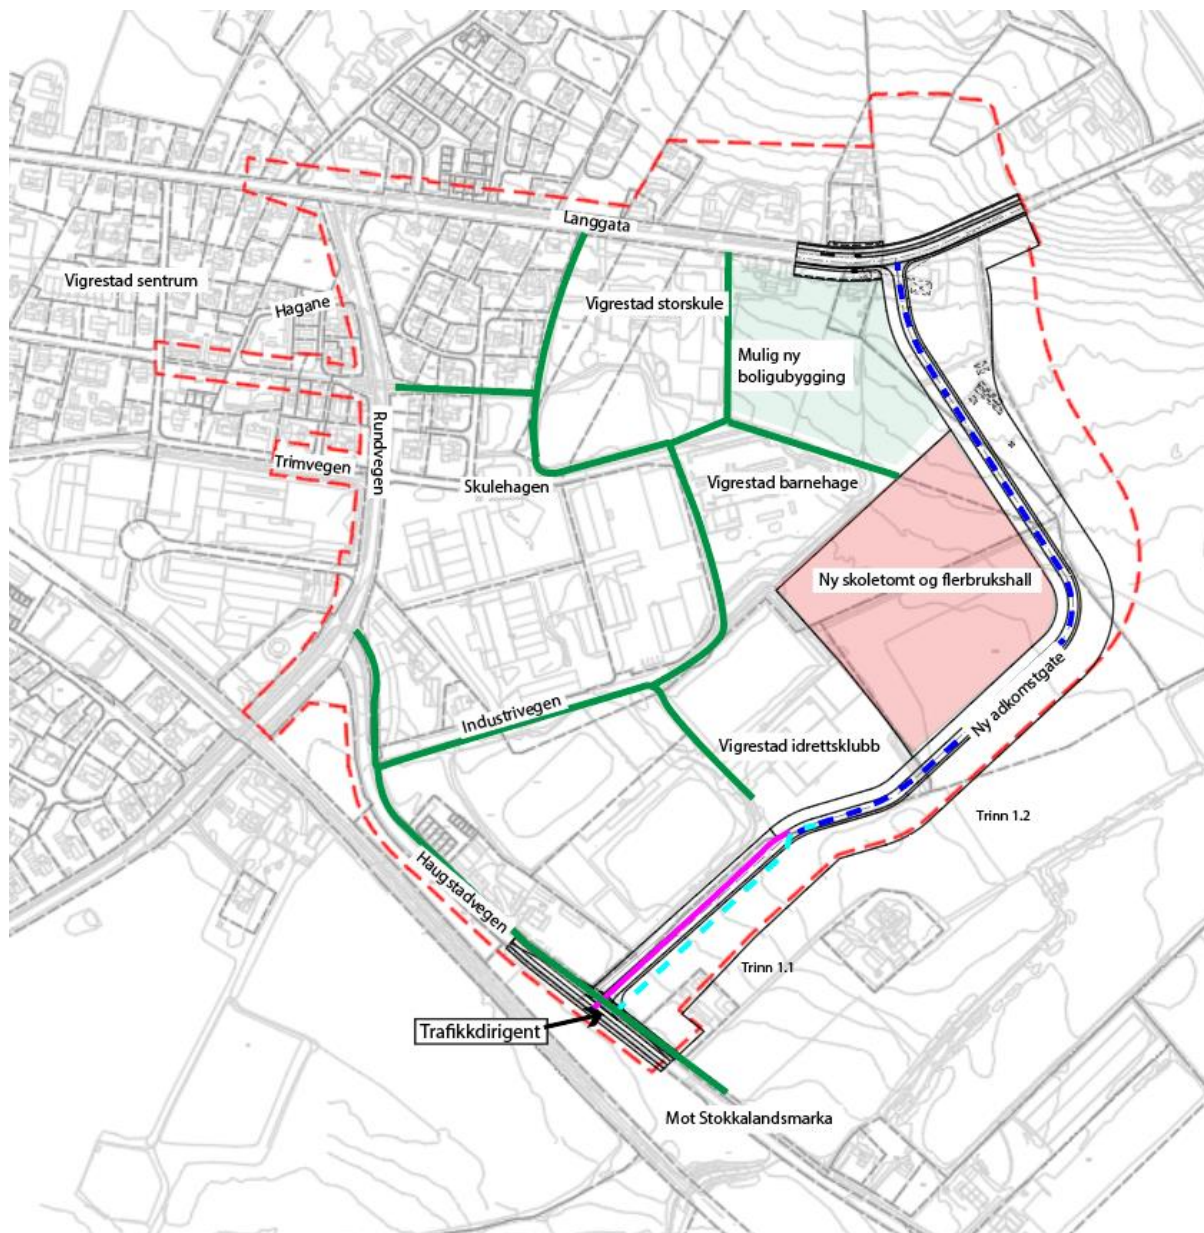 Langgata
Vigrestad sentrum
Hagane
Vigrestad storskule
Mulig ny
boligubygging
Rundvegen
Trimvegen
Skulehagen
Vigrestad barnehage
Ny skoletomt og flerbrukshall
Ny adkomstgate
Industrivegen
Vigrestad idrettsklubb
Trinn 1.2
Haugstadvegen
Trinn 1.1
Trafikkdirigent
Mot Stokkalandsmarka